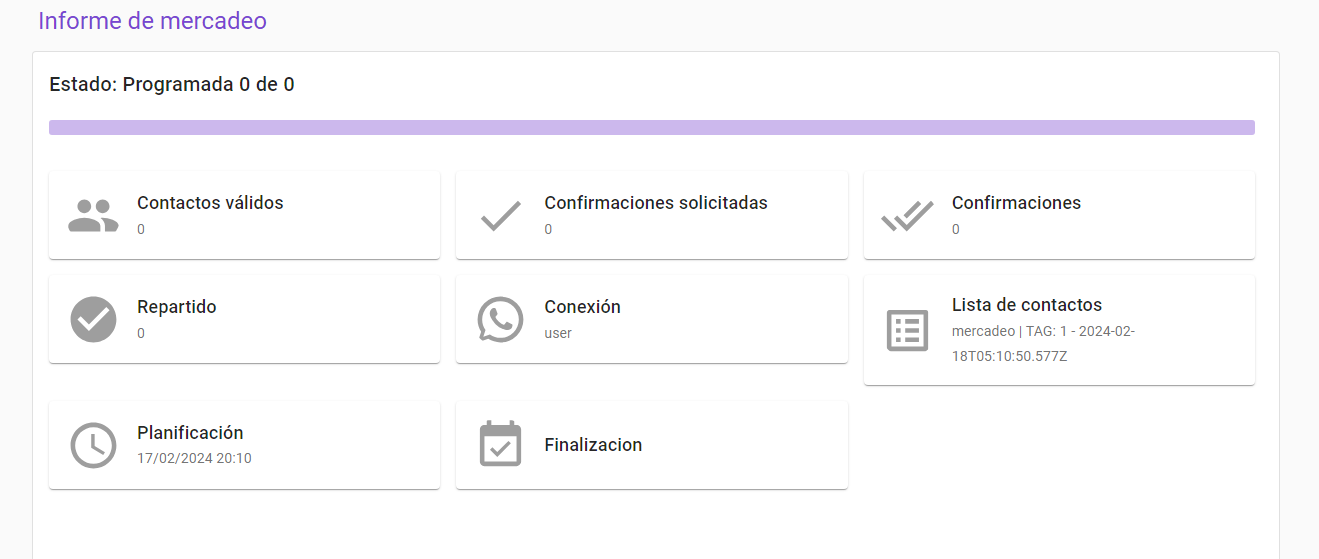 Informe de mercadeo
Estado: Programada 0 de 0
Contactos válidos
0
Confirmaciones solicitadas
0
Confirmaciones
0
Repartido
0
Conexión
user
Lista de contactos
mercadeo | TAG: 1 - 2024-02-
18T05:10:50.577Z
Planificación
17/02/2024 20:10
Finalizacion